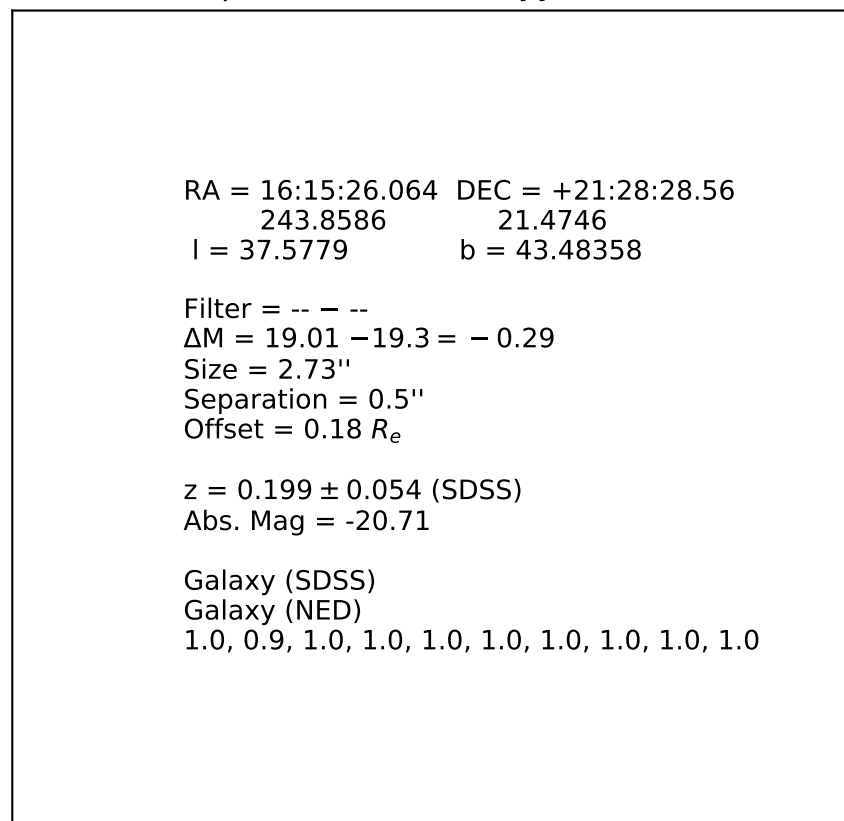 RA = 16:15:26.064  DEC = +21:28:28.56
243.8586  21.4746
l = 37.5779  b = 43.48358
Filter = -- − --
ΔM = 19.01 −19.3 = − 0.29
Size = 2.73''
Separation = 0.5''
Offset = 0.18 Rₑ
z = 0.199 ± 0.054 (SDSS)
Abs. Mag = -20.71
Galaxy (SDSS)
Galaxy (NED)
1.0, 0.9, 1.0, 1.0, 1.0, 1.0, 1.0, 1.0, 1.0, 1.0